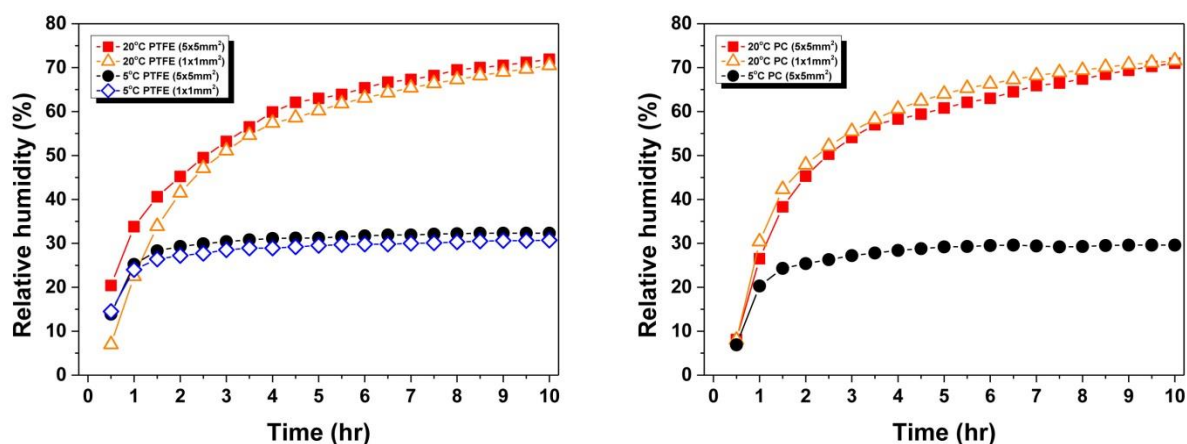 80
70
60
50
40
30
20
10
0
Relative humidity (%)
20°C PTFE (5x5mm²)
20°C PTFE (1x1mm²)
5°C PTFE (5x5mm²)
5°C PTFE (1x1mm²)
0 1 2 3 4 5 6 7 8 9 10
Time (hr)
80
70
60
50
40
30
20
10
0
Relative humidity (%)
20°C PC (5x5mm²)
20°C PC (1x1mm²)
5°C PC (5x5mm²)
0 1 2 3 4 5 6 7 8 9 10
Time (hr)